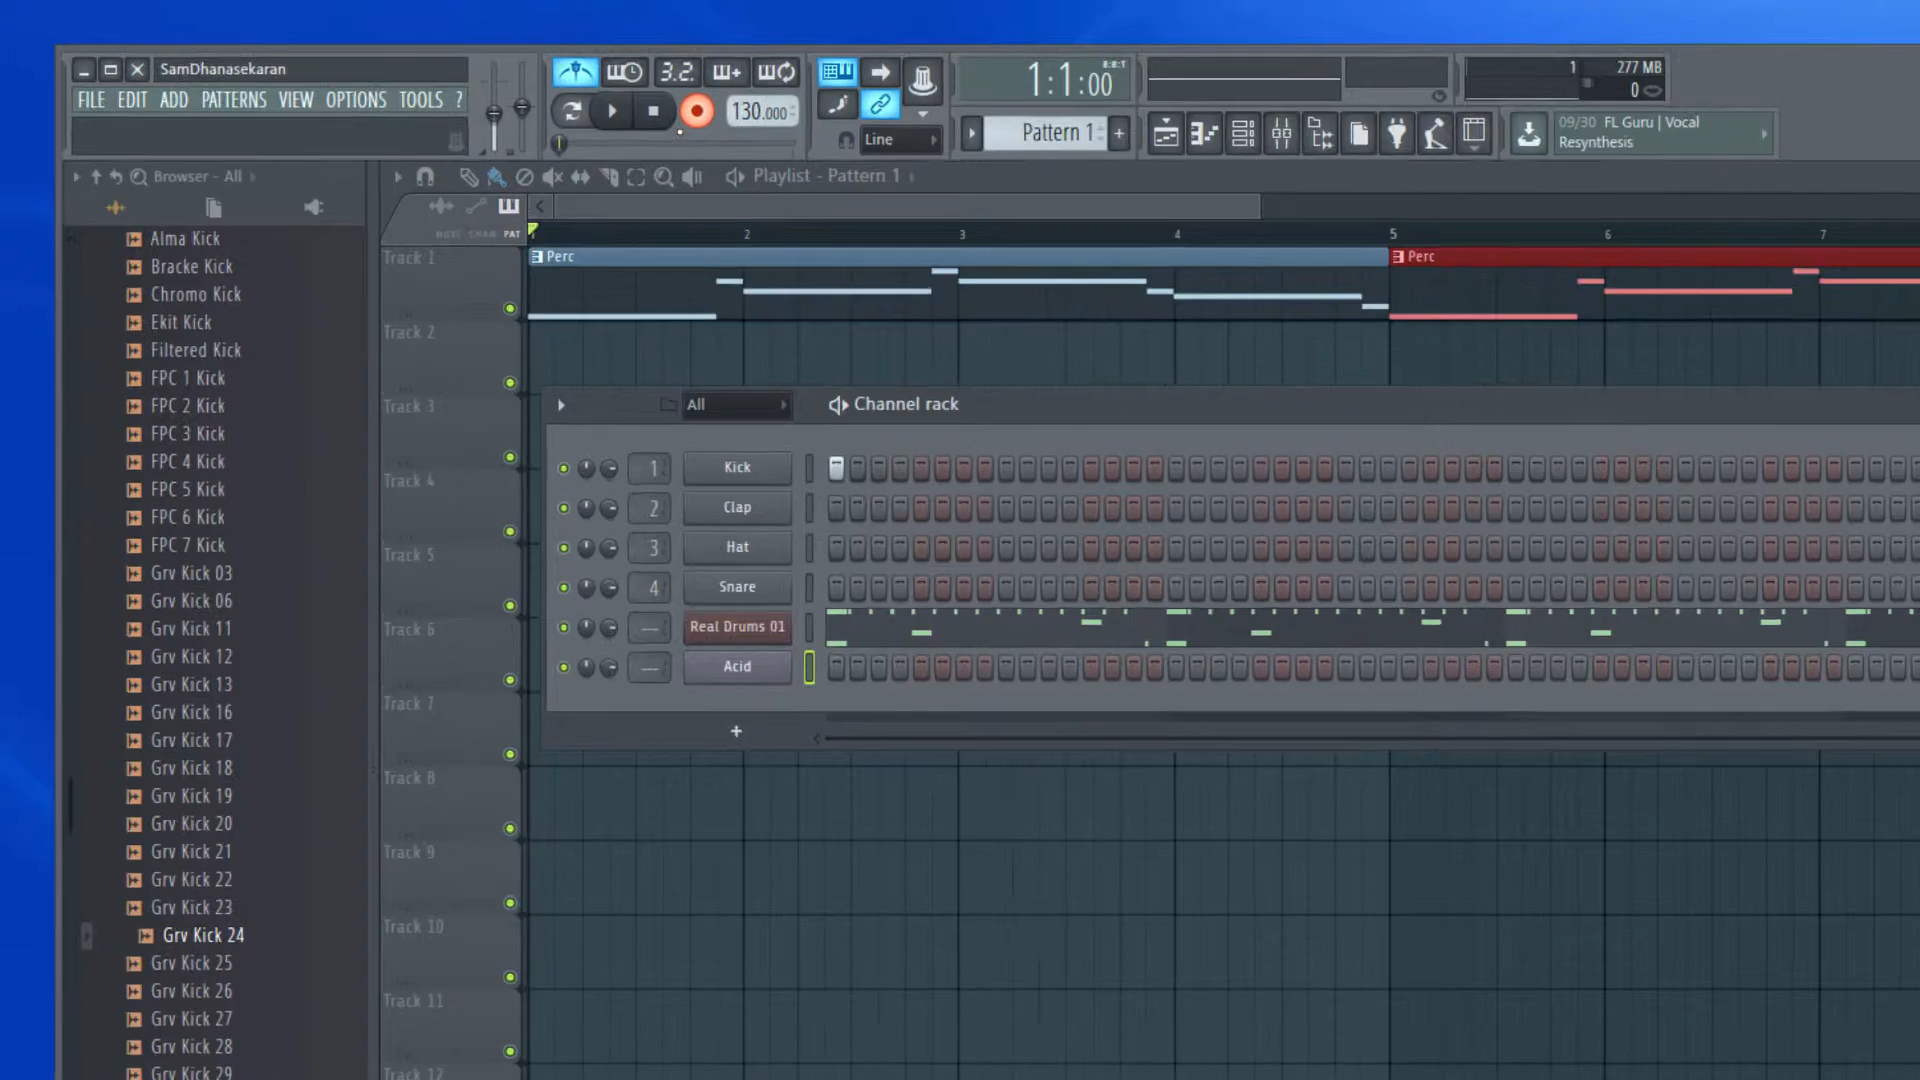 SamDhanasekaran
FILE EDIT ADD PATTERNS VIEW OPTIONS TOOLS ?
3.2.
130.000
Line
1:1:00
B:B:T
Pattern 1
+
1
277 MB
0
09/30 FL Guru | Vocal
Resynthesis
Browser - All
Playlist - Pattern 1
NOTE CHAN PAT
2 3 4 5 6 7
Perc
Perc
Track 1
Track 2
Track 3
Track 4
Track 5
Track 6
Track 7
Track 8
Track 9
Track 10
Track 11
Track 12
Alma Kick
Bracke Kick
Chromo Kick
Ekit Kick
Filtered Kick
FPC 1 Kick
FPC 2 Kick
FPC 3 Kick
FPC 4 Kick
FPC 5 Kick
FPC 6 Kick
FPC 7 Kick
Grv Kick 03
Grv Kick 06
Grv Kick 11
Grv Kick 12
Grv Kick 13
Grv Kick 16
Grv Kick 17
Grv Kick 18
Grv Kick 19
Grv Kick 20
Grv Kick 21
Grv Kick 22
Grv Kick 23
Grv Kick 24
Grv Kick 25
Grv Kick 26
Grv Kick 27
Grv Kick 28
Grv Kick 29
All
Channel rack
1 Kick
2 Clap
3 Hat
4 Snare
--- Real Drums 01
--- Acid
+